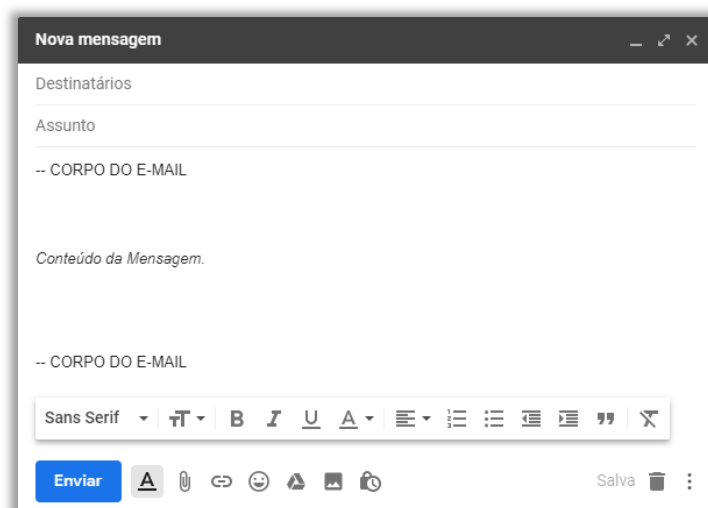 Nova mensagem
Destinatários
Assunto
-- CORPO DO E-MAIL
Conteúdo da Mensagem.
-- CORPO DO E-MAIL
Sans Serif
Enviar
Salva